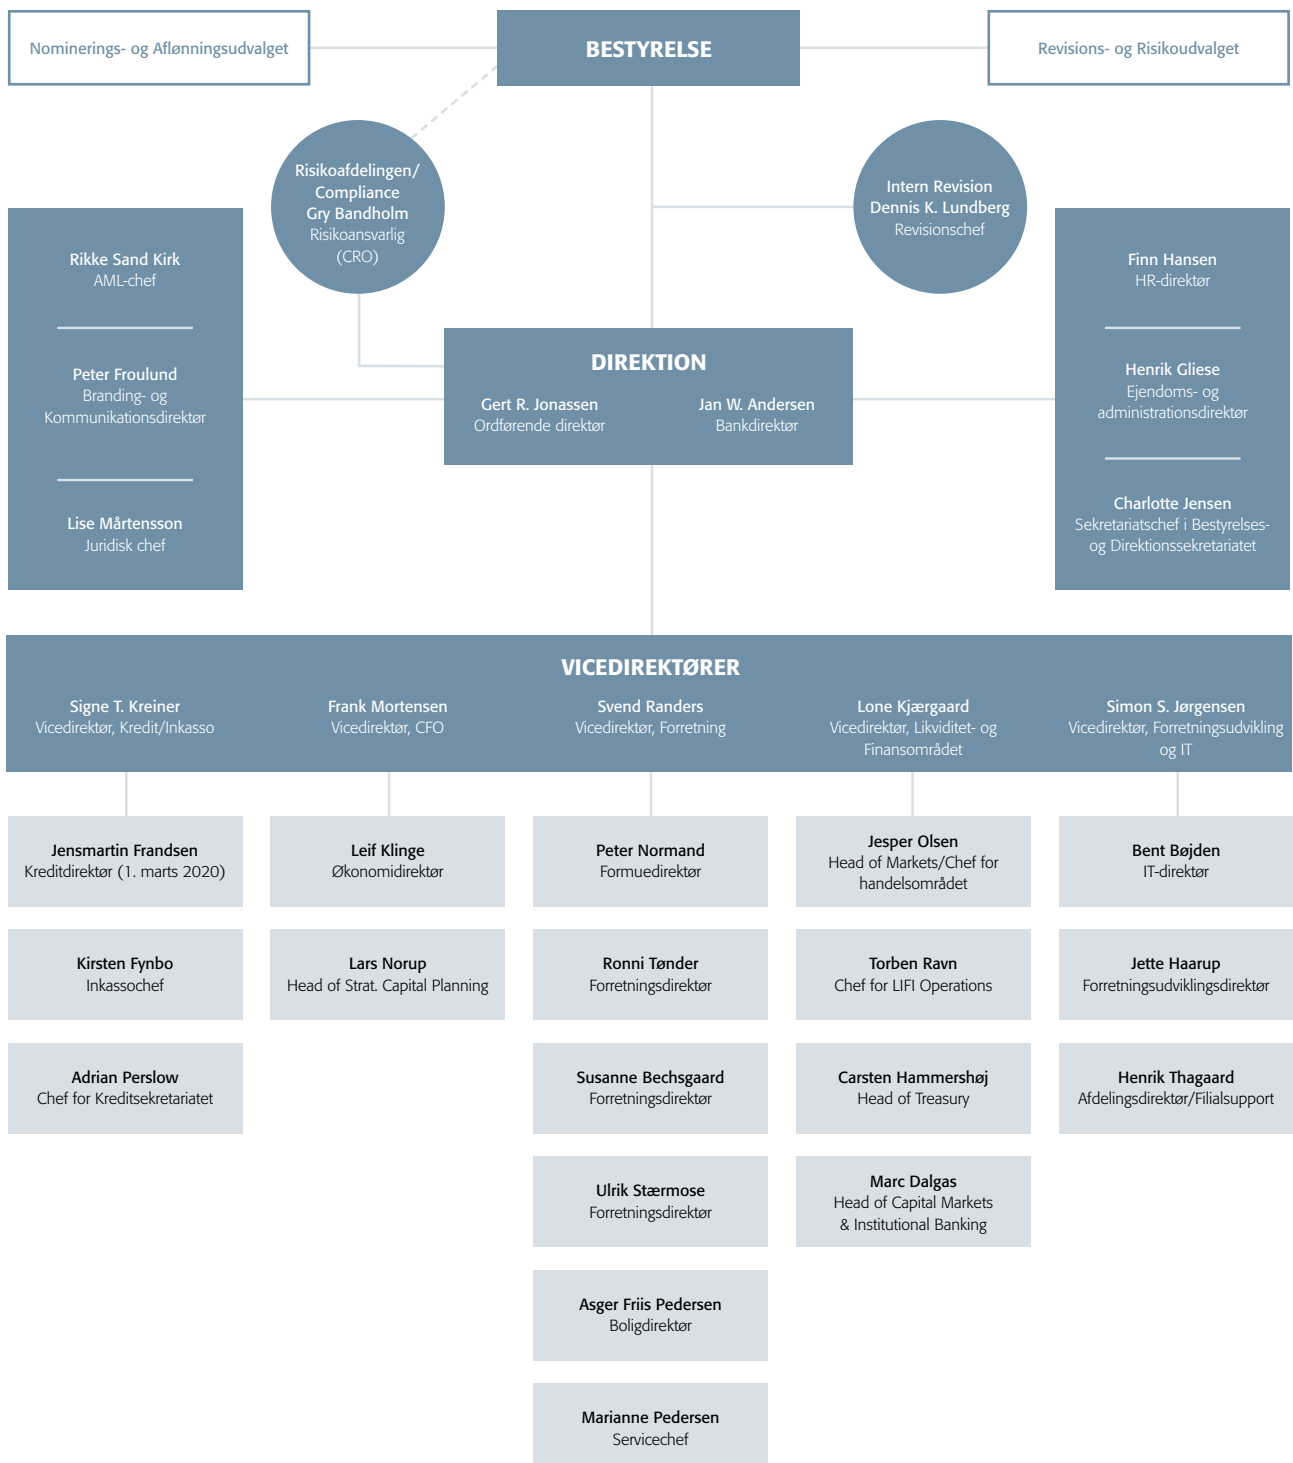 Nominerings- og Aflønningsudvalget
BESTYRELSE
Revisions- og Risikoudvalget
Risikoafdelingen/
Compliance
Gry Bandholm
Risikoansvarlig
(CRO)
Intern Revision
Dennis K. Lundberg
Revisionschef
Rikke Sand Kirk
AML-chef
Peter Froulund
Branding- og
Kommunikationsdirektør
Lise Mårtensson
Juridisk chef
DIREKTION
Gert R. Jonassen
Ordførende direktør
Jan W. Andersen
Bankdirektør
Finn Hansen
HR-direktør
Henrik Gliese
Ejendoms- og
administrationsdirektør
Charlotte Jensen
Sekretariatschef i Bestyrelses-
og Direktionssekretariatet
VICEDIREKTØRER
Signe T. Kreiner
Vicedirektør, Kredit/Inkasso
Frank Mortensen
Vicedirektør, CFO
Svend Randers
Vicedirektør, Forretning
Lone Kjærgaard
Vicedirektør, Likviditet- og
Finansområdet
Simon S. Jørgensen
Vicedirektør, Forretningsudvikling
og IT
Jensmartin Frandsen
Kreditdirektør (1. marts 2020)
Kirsten Fynbo
Inkassochef
Adrian Perslow
Chef for Kreditsekretariatet
Leif Klinge
Økonomidirektør
Lars Norup
Head of Strat. Capital Planning
Peter Normand
Formuedirektør
Ronni Tønder
Forretningsdirektør
Susanne Bechsgaard
Forretningsdirektør
Ulrik Stærmose
Forretningsdirektør
Asger Friis Pedersen
Boligdirektør
Marianne Pedersen
Servicechef
Jesper Olsen
Head of Markets/Chef for
handelsområdet
Torben Ravn
Chef for LIFI Operations
Carsten Hammershøj
Head of Treasury
Marc Dalgas
Head of Capital Markets
& Institutional Banking
Bent Bøjden
IT-direktør
Jette Haarup
Forretningsudviklingsdirektør
Henrik Thagaard
Afdelingsdirektør/Filialsupport